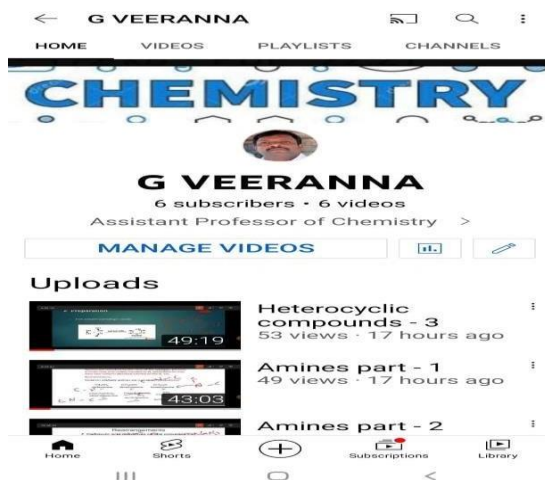 G VEERANNA
HOME VIDEOS PLAYLISTS CHANNELS
CHEMISTRY
G VEERANNA
6 subscribers • 6 videos
Assistant Professor of Chemistry >
MANAGE VIDEOS
Uploads
Heterocyclic
compounds - 3
53 views · 17 hours ago
49:19
Amines part - 1
49 views · 17 hours ago
43:03
Amines part - 2
Home Shorts Subscriptions Library